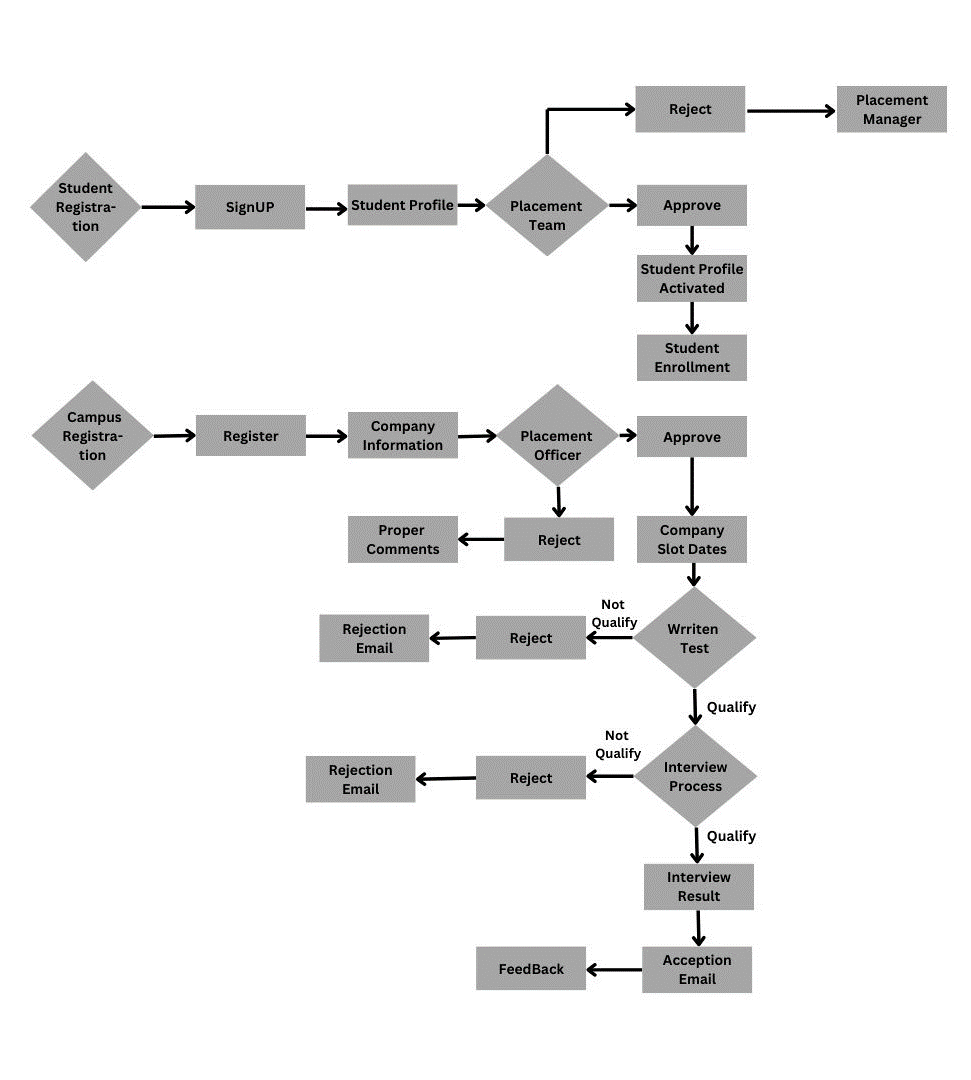 Reject
Placement
Manager
Student
Registra-
tion
SignUP
Student Profile
Placement
Team
Approve
Student Profile
Activated
Student
Enrollment
Campus
Registra-
tion
Register
Company
Information
Placement
Officer
Approve
Proper
Comments
Reject
Company
Slot Dates
Rejection
Email
Reject
Not
Qualify
Wrriten
Test
Qualify
Rejection
Email
Reject
Not
Qualify
Interview
Process
Qualify
Interview
Result
FeedBack
Acception
Email